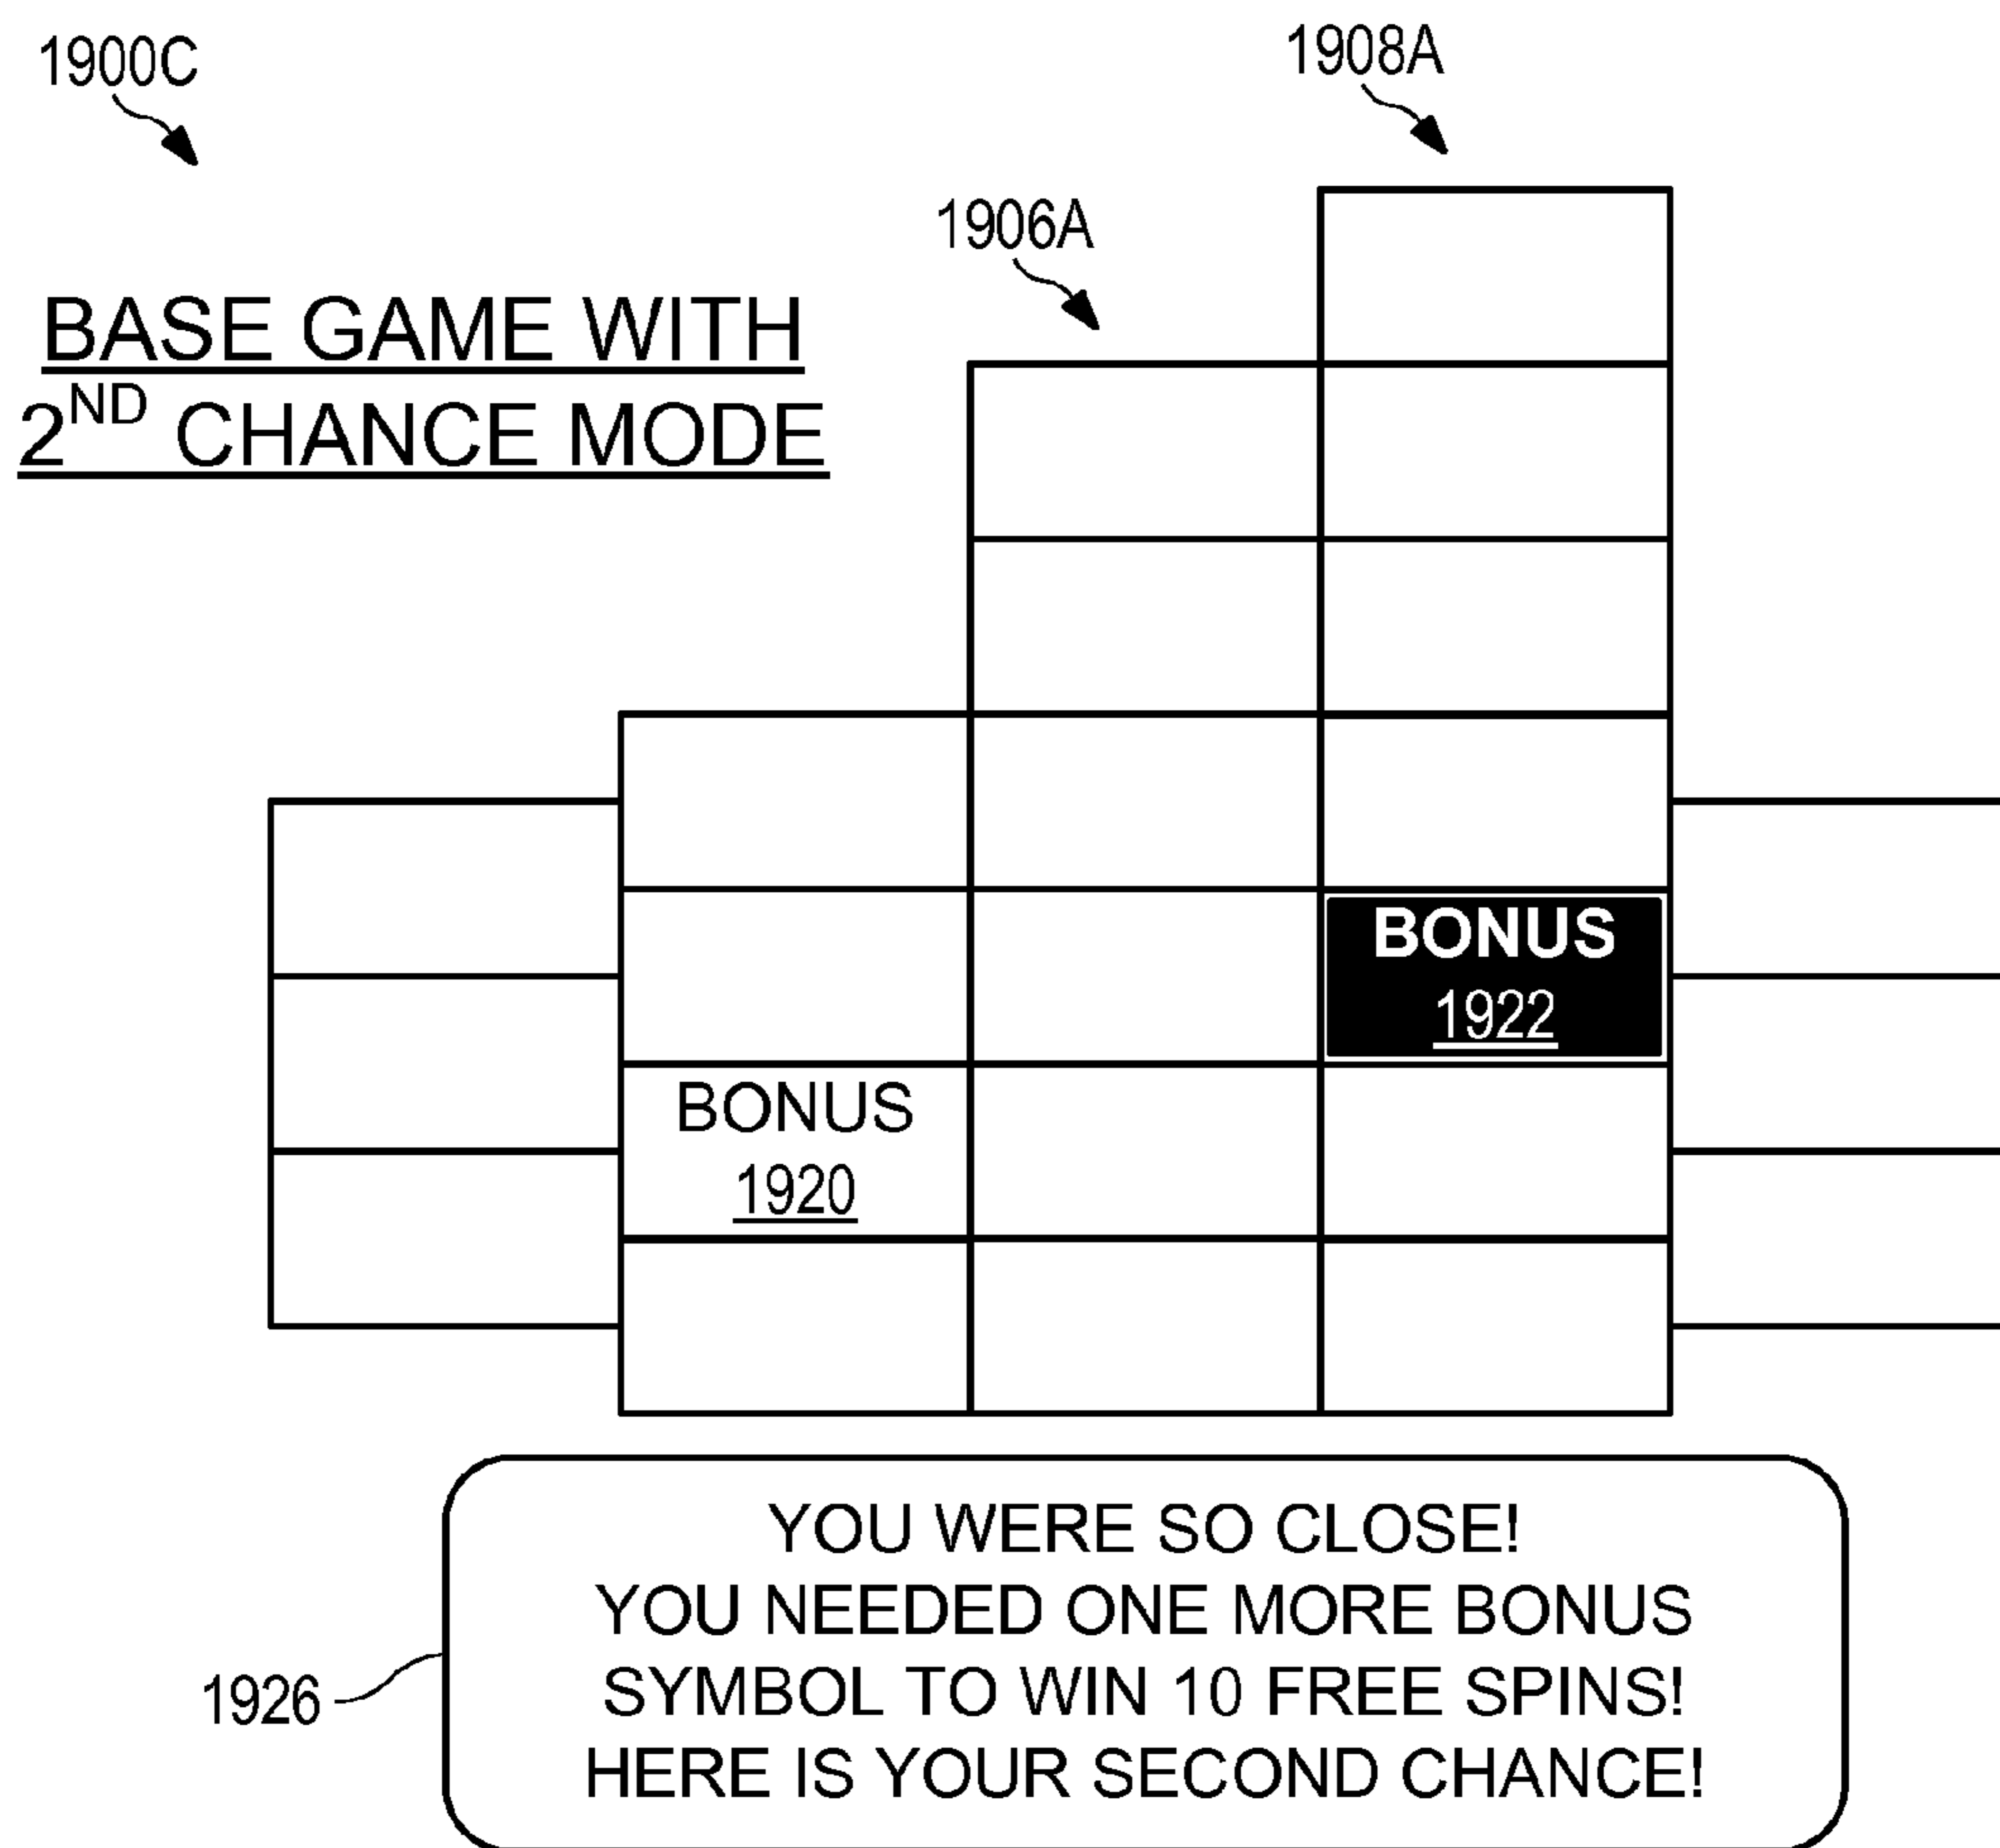 1900C
1908A
1906A
BASE GAME WITH
2ND CHANCE MODE
BONUS
1922
BONUS
1920
YOU WERE SO CLOSE!
YOU NEEDED ONE MORE BONUS
SYMBOL TO WIN 10 FREE SPINS!
HERE IS YOUR SECOND CHANCE!
1926